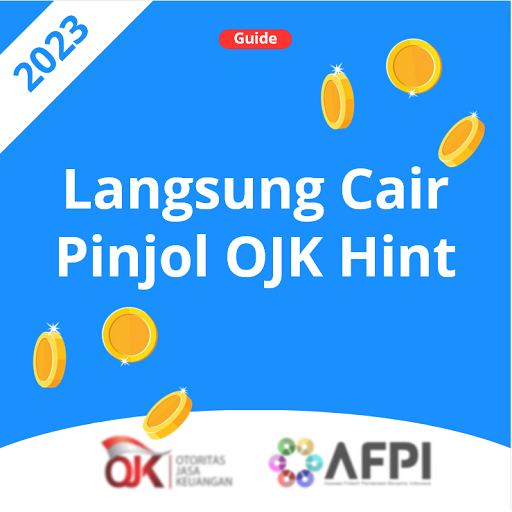 2023
Guide
Langsung Cair
Pinjol OJK Hint
OJK
OTORITAS
JASA
KEUANGAN
AFPI